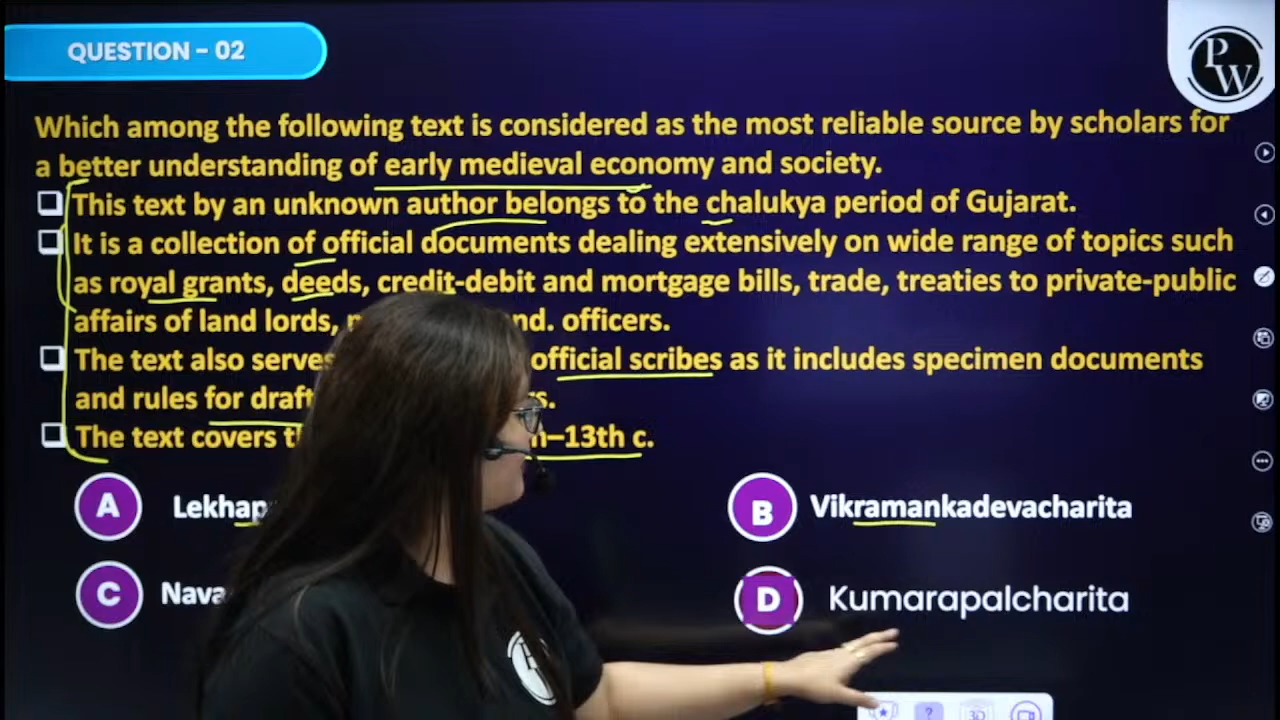 QUESTION - 02
PW
Which among the following text is considered as the most reliable source by scholars for
a better understanding of early medieval economy and society.
This text by an unknown author belongs to the chalukya period of Gujarat.
It is a collection of official documents dealing extensively on wide range of topics such
as royal grants, deeds, credit-debit and mortgage bills, trade, treaties to private-public
affairs of land lords, nd. officers.
The text also serves official scribes as it includes specimen documents
and rules for
The text covers 13th c.
A
B Vikramankadevacharita
C
D Kumarapalcharita
? 3D